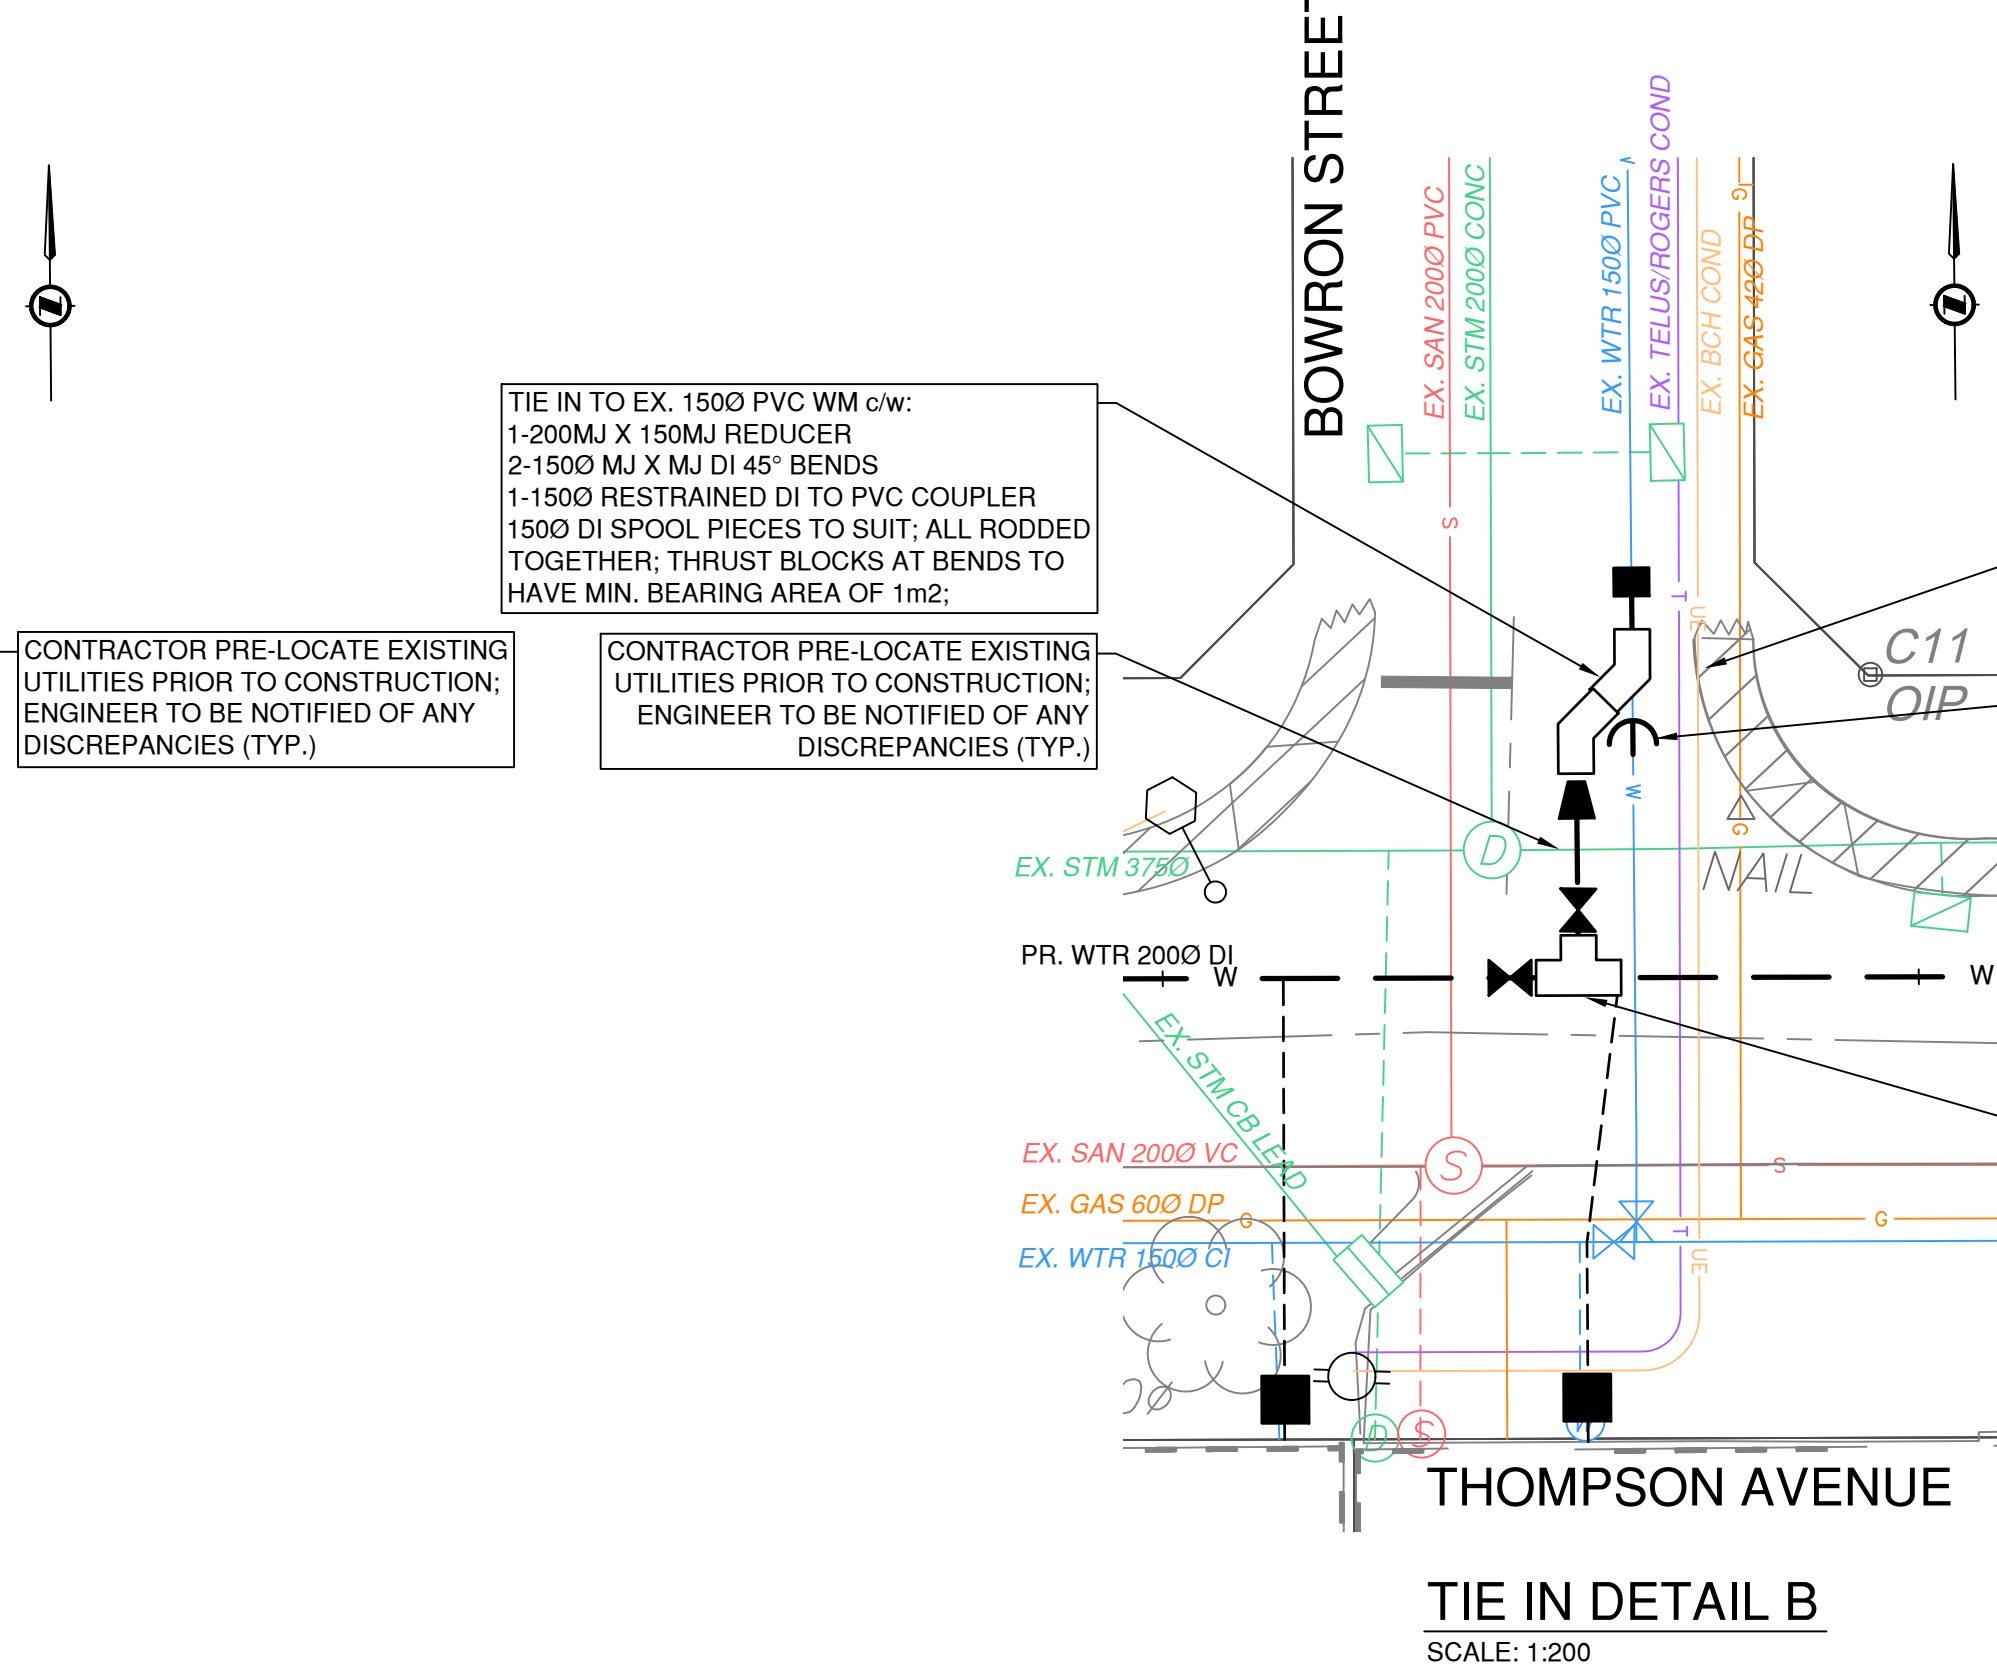 BOWRON STREET
EX. SAN 200Ø PVC
EX. STM 200Ø CONC
EX. WTR 150Ø PVC
EX. TELUS/ROGERS COND
EX. BCH COND
EX. GAS 42Ø DP
G
TIE IN TO EX. 150Ø PVC WM c/w:
1-200MJ X 150MJ REDUCER
2-150Ø MJ X MJ DI 45° BENDS
1-150Ø RESTRAINED DI TO PVC COUPLER
150Ø DI SPOOL PIECES TO SUIT; ALL RODDED
TOGETHER; THRUST BLOCKS AT BENDS TO
HAVE MIN. BEARING AREA OF 1m2;
S
T
UE
CONTRACTOR PRE-LOCATE EXISTING
UTILITIES PRIOR TO CONSTRUCTION;
ENGINEER TO BE NOTIFIED OF ANY
DISCREPANCIES (TYP.)
CONTRACTOR PRE-LOCATE EXISTING
UTILITIES PRIOR TO CONSTRUCTION;
ENGINEER TO BE NOTIFIED OF ANY
DISCREPANCIES (TYP.)
C11
OIP
W
G
D
EX. STM 375Ø
NAIL
PR. WTR 200Ø DI
W
W
EX. STM CB LEAD
EX. SAN 200Ø VC
S
S
EX. GAS 60Ø DP
G
G
T
EX. WTR 150Ø CI
UE
D
S
W
THOMPSON AVENUE
TIE IN DETAIL B
SCALE: 1:200